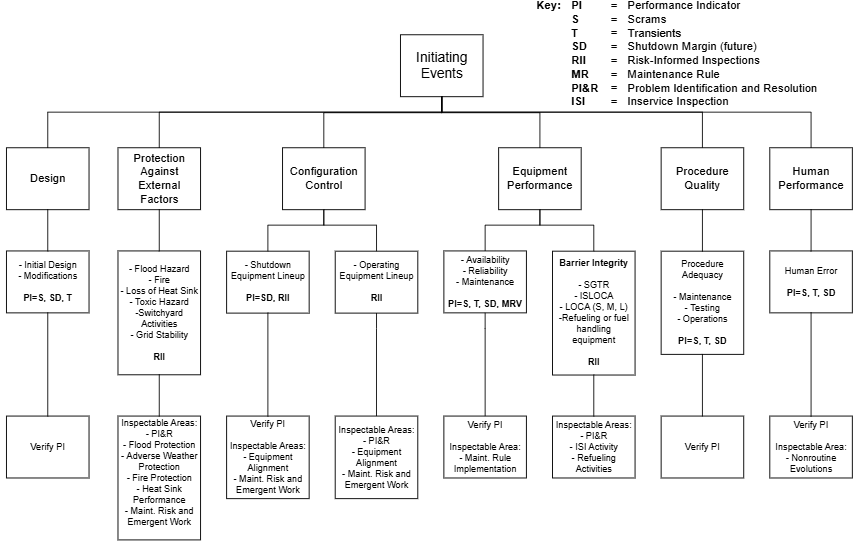 Key: PI = Performance Indicator
S = Scrams
T = Transients
SD = Shutdown Margin (future)
RII = Risk-Informed Inspections
MR = Maintenance Rule
PI&R = Problem Identification and Resolution
ISI = Inservice Inspection
Initiating
Events
Design
Protection
Against
External
Factors
Configuration
Control
Equipment
Performance
Procedure
Quality
Human
Performance
- Initial Design
- Modifications
PI=S, SD, T
- Flood Hazard
- Fire
- Loss of Heat Sink
- Toxic Hazard
-Switchyard
Activities
- Grid Stability
RII
- Shutdown
Equipment Lineup
PI=SD, RII
- Operating
Equipment Lineup
RII
- Availability
- Reliability
- Maintenance
PI=S, T, SD, MRV
Barrier Integrity
- SGTR
- ISLOCA
- LOCA (S, M, L)
-Refueling or fuel
handling
equipment
RII
Procedure
Adequacy
- Maintenance
- Testing
- Operations
PI=S, T, SD
Human Error
PI=S, T, SD
Verify PI
Inspectable Areas:
- PI&R
- Flood Protection
- Adverse Weather
Protection
- Fire Protection
- Heat Sink
Performance
- Maint. Risk and
Emergent Work
Verify PI
Inspectable Areas:
- Equipment
Alignment
- Maint. Risk and
Emergent Work
Inspectable Areas:
- PI&R
- Equipment
Alignment
- Maint. Risk and
Emergent Work
Verify PI
Inspectable Area:
- Maint. Rule
Implementation
Inspectable Areas:
- PI&R
- ISI Activity
- Refueling
Activities
Verify PI
Verify PI
Inspectable Area:
- Nonroutine
Evolutions